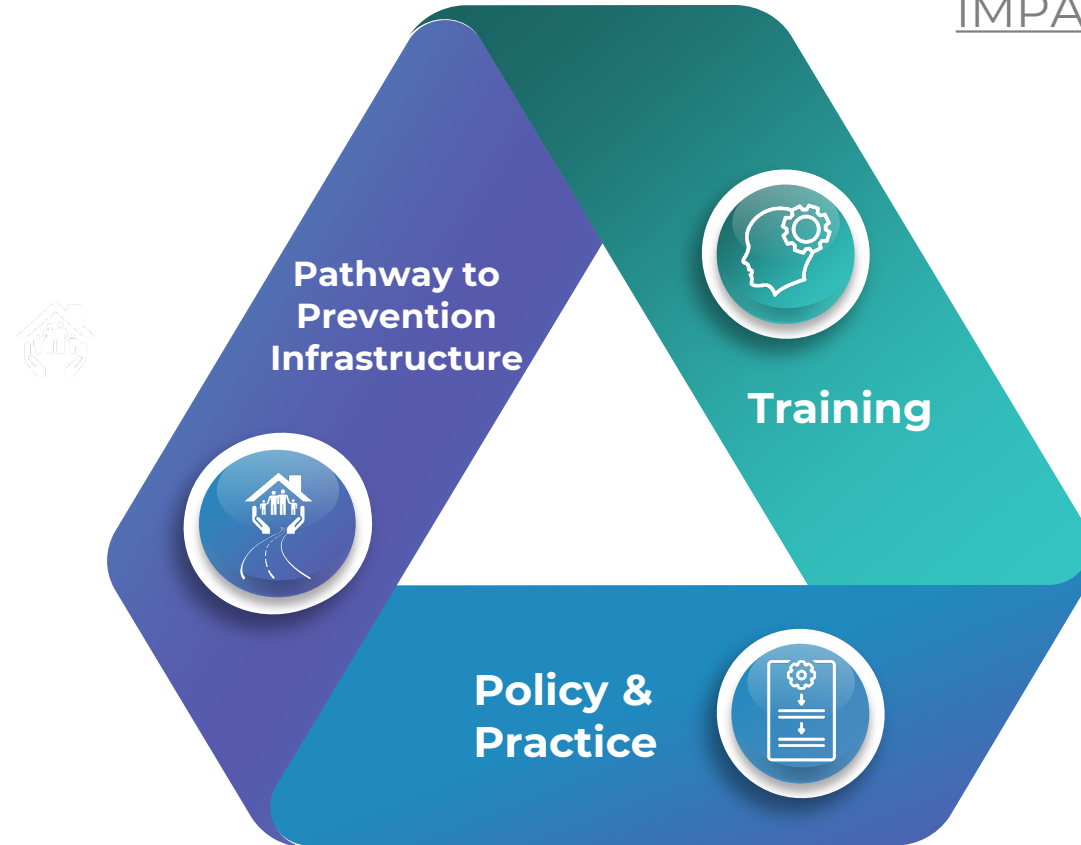 Pathway to
Prevention
Infrastructure
Training
Policy &
Practice